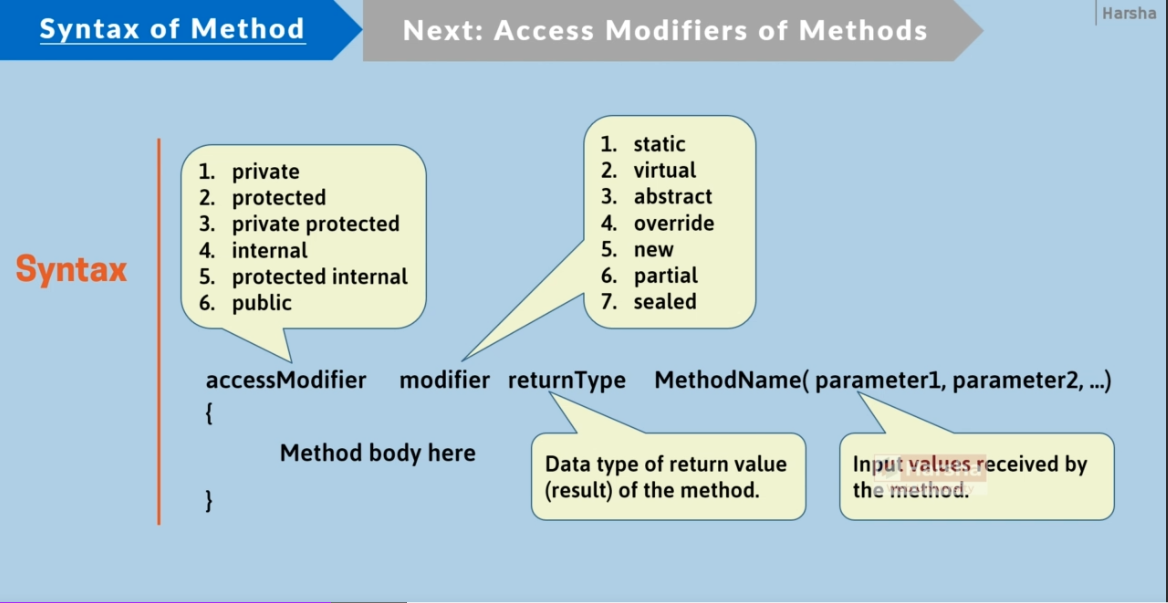 Syntax of Method
Next: Access Modifiers of Methods
Harsha
1. private
2. protected
3. private protected
4. internal
5. protected internal
6. public
1. static
2. virtual
3. abstract
4. override
5. new
6. partial
7. sealed
Syntax
accessModifier modifier returnType MethodName( parameter1, parameter2, ...)
{
Method body here
}
Data type of return value
(result) of the method.
Input values received by
the method.
Harsha